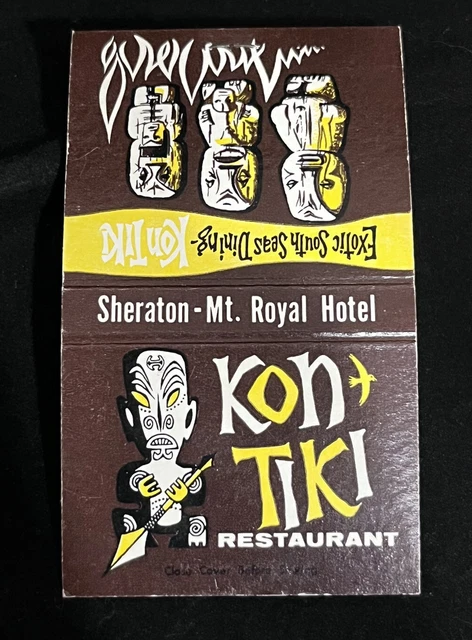 Exotic South Seas Dining-
KON TIKI
Sheraton-Mt. Royal Hotel
KON
TIKI
RESTAURANT
Close Cover Before Striking